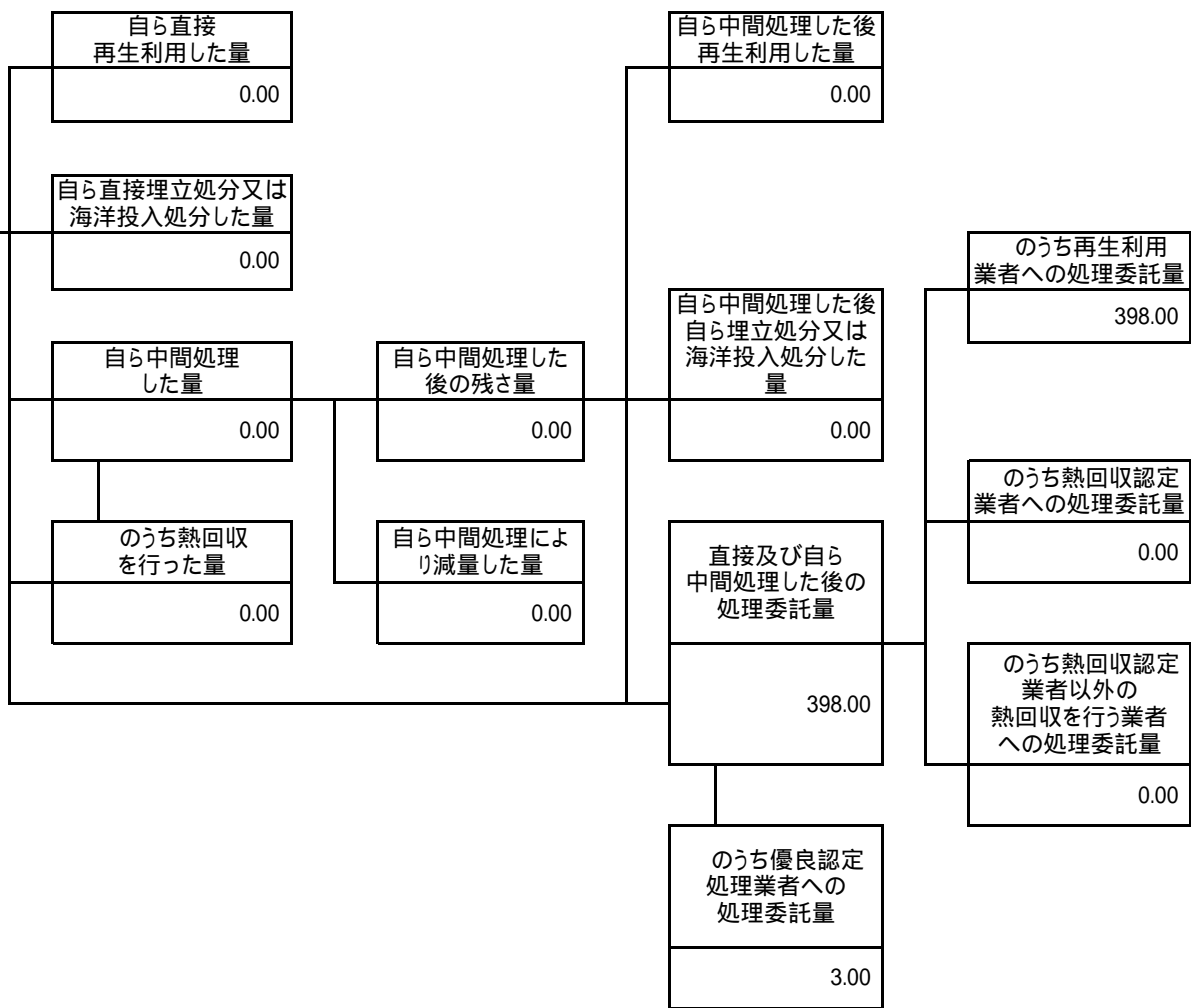 自ら直接
再生利用した量
0.00
自ら中間処理した後
再生利用した量
0.00
自ら直接埋立処分又は
海洋投入処分した量
0.00
のうち再生利用
業者への処理委託量
398.00
自ら中間処理した後
自ら埋立処分又は
海洋投入処分した
量
0.00
自ら中間処理
した量
0.00
自ら中間処理した
後の残さ量
0.00
のうち熱回収認定
業者への処理委託量
0.00
のうち熱回収
を行った量
0.00
自ら中間処理によ
り減量した量
0.00
直接及び自ら
中間処理した後の
処理委託量
398.00
のうち熱回収認定
業者以外の
熱回収を行う業者
への処理委託量
0.00
のうち優良認定
処理業者への
処理委託量
3.00